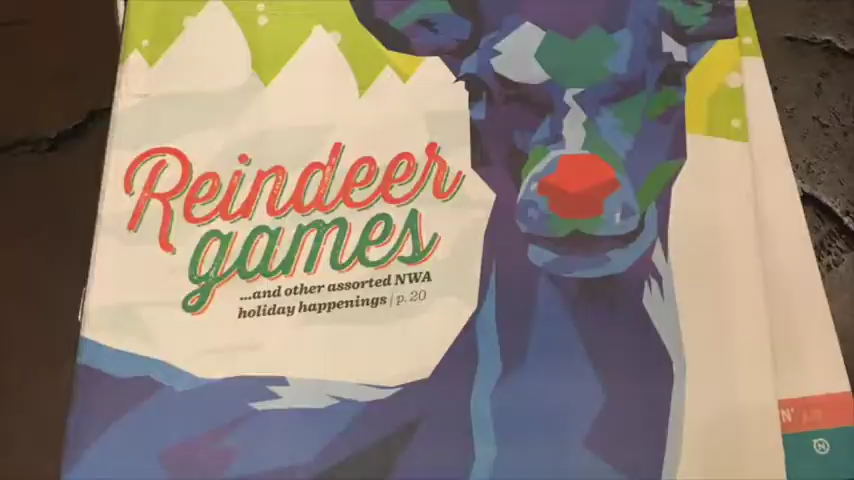 Reindeer
games
...and other assorted NWA
holiday happenings | p. 20
N'